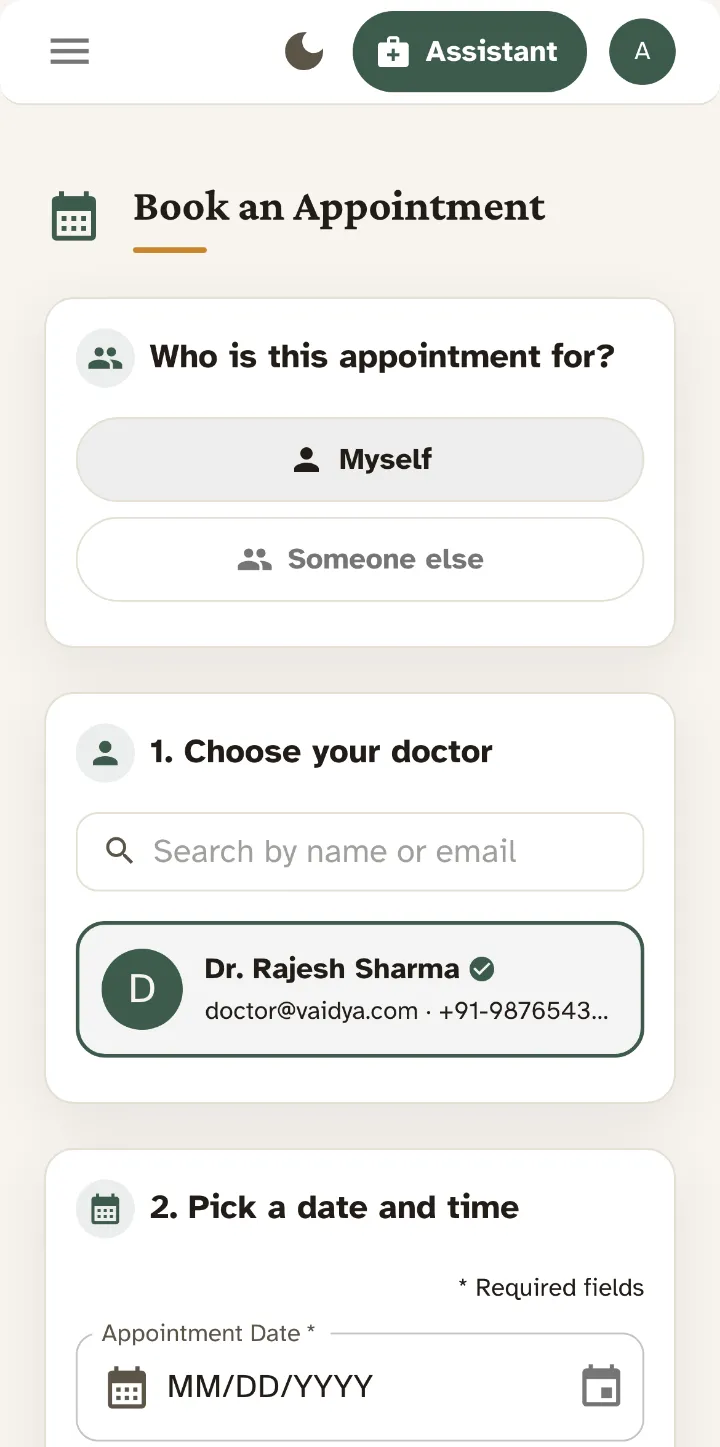 Assistant
A
Book an Appointment
Who is this appointment for?
Myself
Someone else
1. Choose your doctor
Search by name or email
D
Dr. Rajesh Sharma
doctor@vaidya.com · +91-9876543...
2. Pick a date and time
* Required fields
Appointment Date *
MM/DD/YYYY